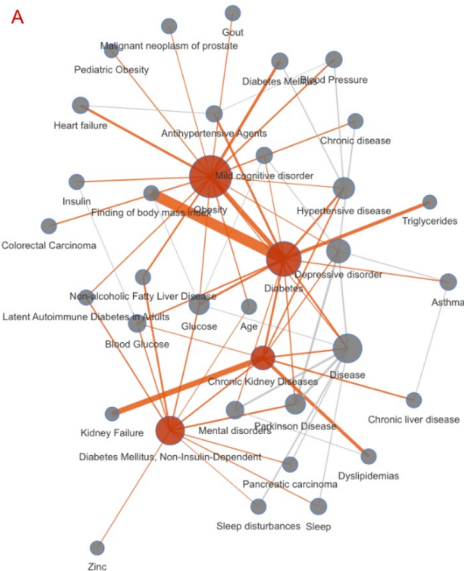 A
Gout
Malignant neoplasm of prostate
Pediatric Obesity
Diabetes Mellitus
Blood Pressure
Heart failure
Antihypertensive Agents
Chronic disease
Mild cognitive disorder
Insulin
Obesity
Finding of body mass index
Hypertensive disease
Triglycerides
Colorectal Carcinoma
Depressive disorder
Diabetes
Non-alcoholic Fatty Liver Disease
Asthma
Latent Autoimmune Diabetes in Adults
Glucose
Age
Blood Glucose
Disease
Chronic Kidney Diseases
Chronic liver disease
Kidney Failure
Mental disorders
Parkinson Disease
Diabetes Mellitus, Non-Insulin-Dependent
Dyslipidemias
Pancreatic carcinoma
Sleep disturbances
Sleep
Zinc